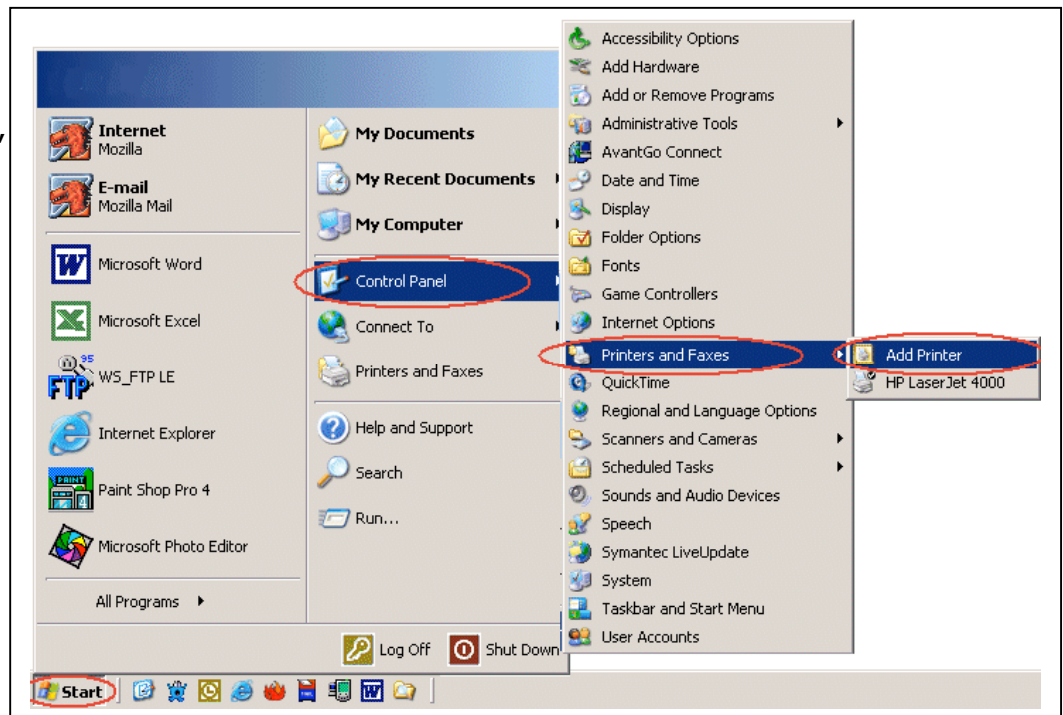 Internet
Mozilla
E-mail
Mozilla Mail
Microsoft Word
Microsoft Excel
95
FTP
WS_FTP LE
Internet Explorer
PAINT
Paint Shop Pro 4
Microsoft Photo Editor
All Programs
My Documents
My Recent Documents
My Computer
Control Panel
Connect To
Printers and Faxes
Help and Support
Search
Run...
Log Off
Shut Down
Start
Accessibility Options
Add Hardware
Add or Remove Programs
Administrative Tools
AvantGo Connect
Date and Time
Display
Folder Options
Fonts
Game Controllers
Internet Options
Printers and Faxes
QuickTime
Regional and Language Options
Scanners and Cameras
Scheduled Tasks
Sounds and Audio Devices
Speech
Symantec LiveUpdate
System
Taskbar and Start Menu
User Accounts
Add Printer
HP LaserJet 4000